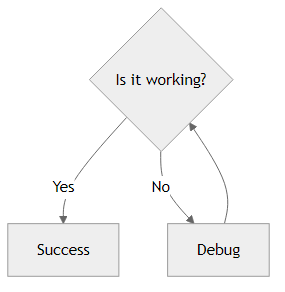 Is it working?
Yes
No
Success
Debug